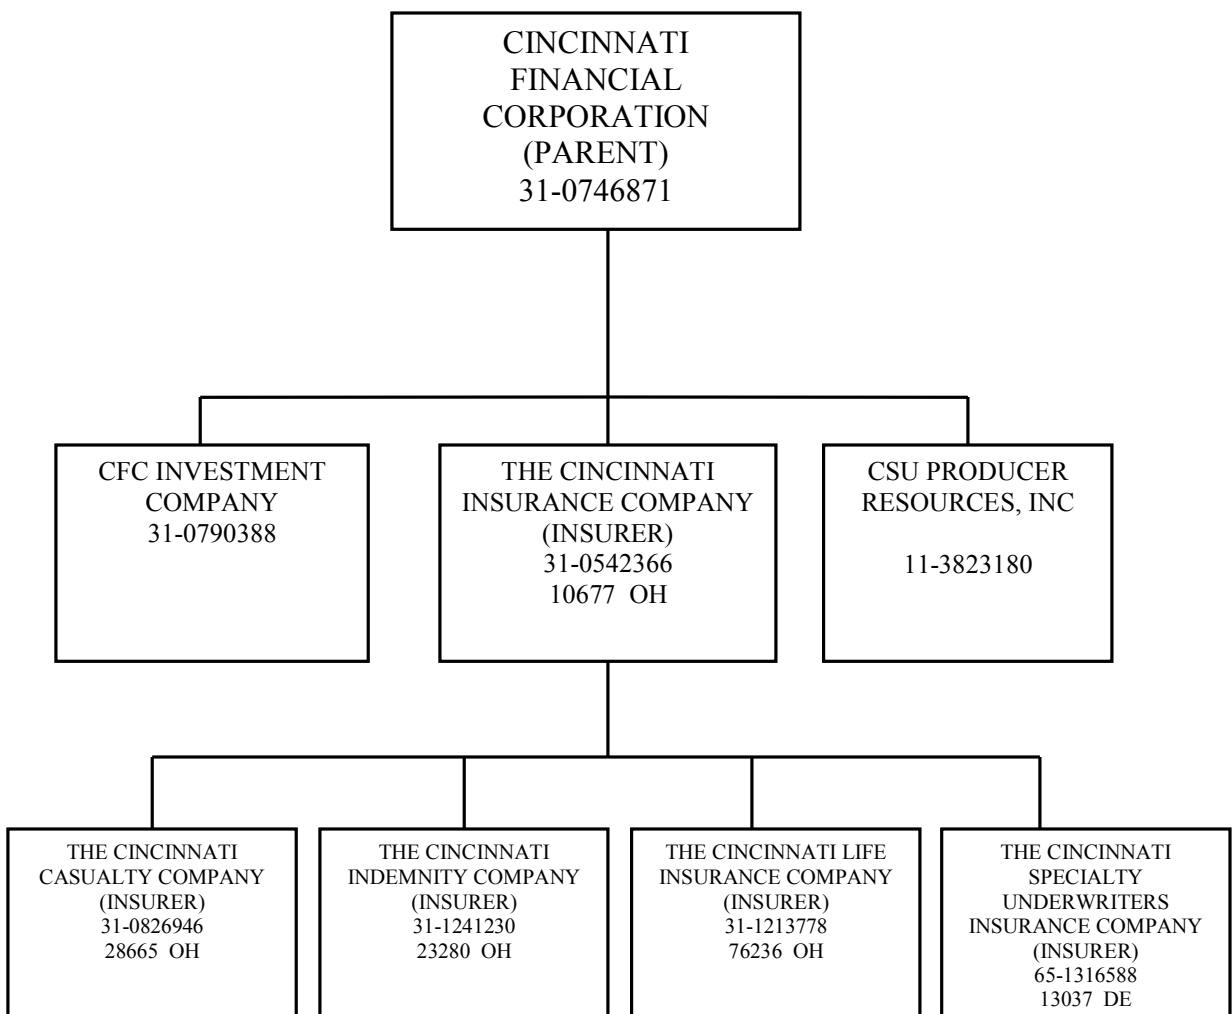 CINCINNATI
FINANCIAL
CORPORATION
(PARENT)
31-0746871
CFC INVESTMENT
COMPANY
31-0790388
THE CINCINNATI
INSURANCE COMPANY
(INSURER)
31-0542366
10677 OH
CSU PRODUCER
RESOURCES, INC
11-3823180
THE CINCINNATI
CASUALTY COMPANY
(INSURER)
31-0826946
28665 OH
THE CINCINNATI
INDEMNITY COMPANY
(INSURER)
31-1241230
23280 OH
THE CINCINNATI LIFE
INSURANCE COMPANY
(INSURER)
31-1213778
76236 OH
THE CINCINNATI
SPECIALTY
UNDERWRITERS
INSURANCE COMPANY
(INSURER)
65-1316588
13037 DE